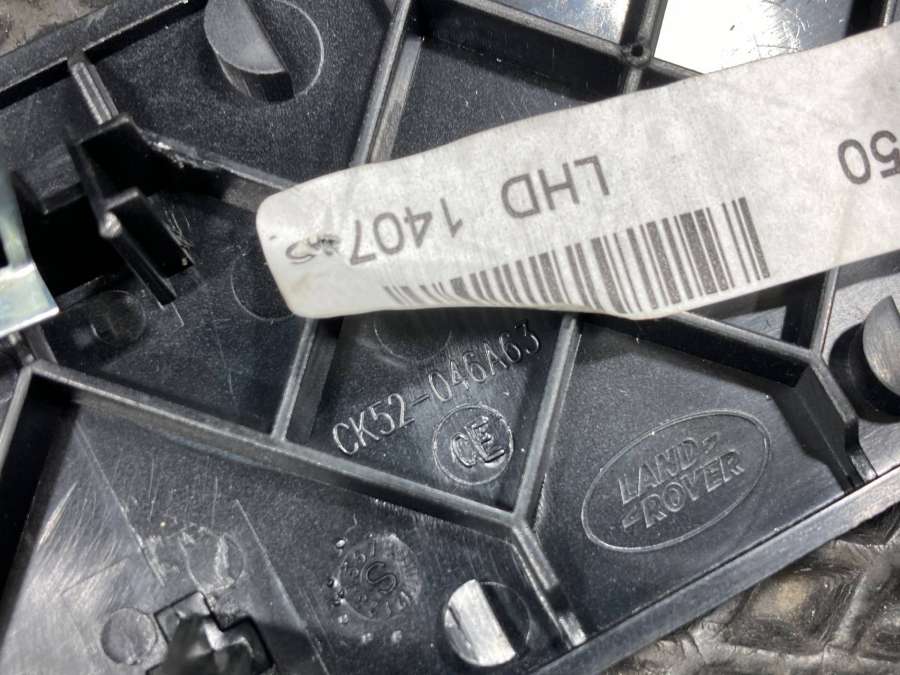 50
LHD 1407
CK52-046A63
CE
LAND-
-ROVER